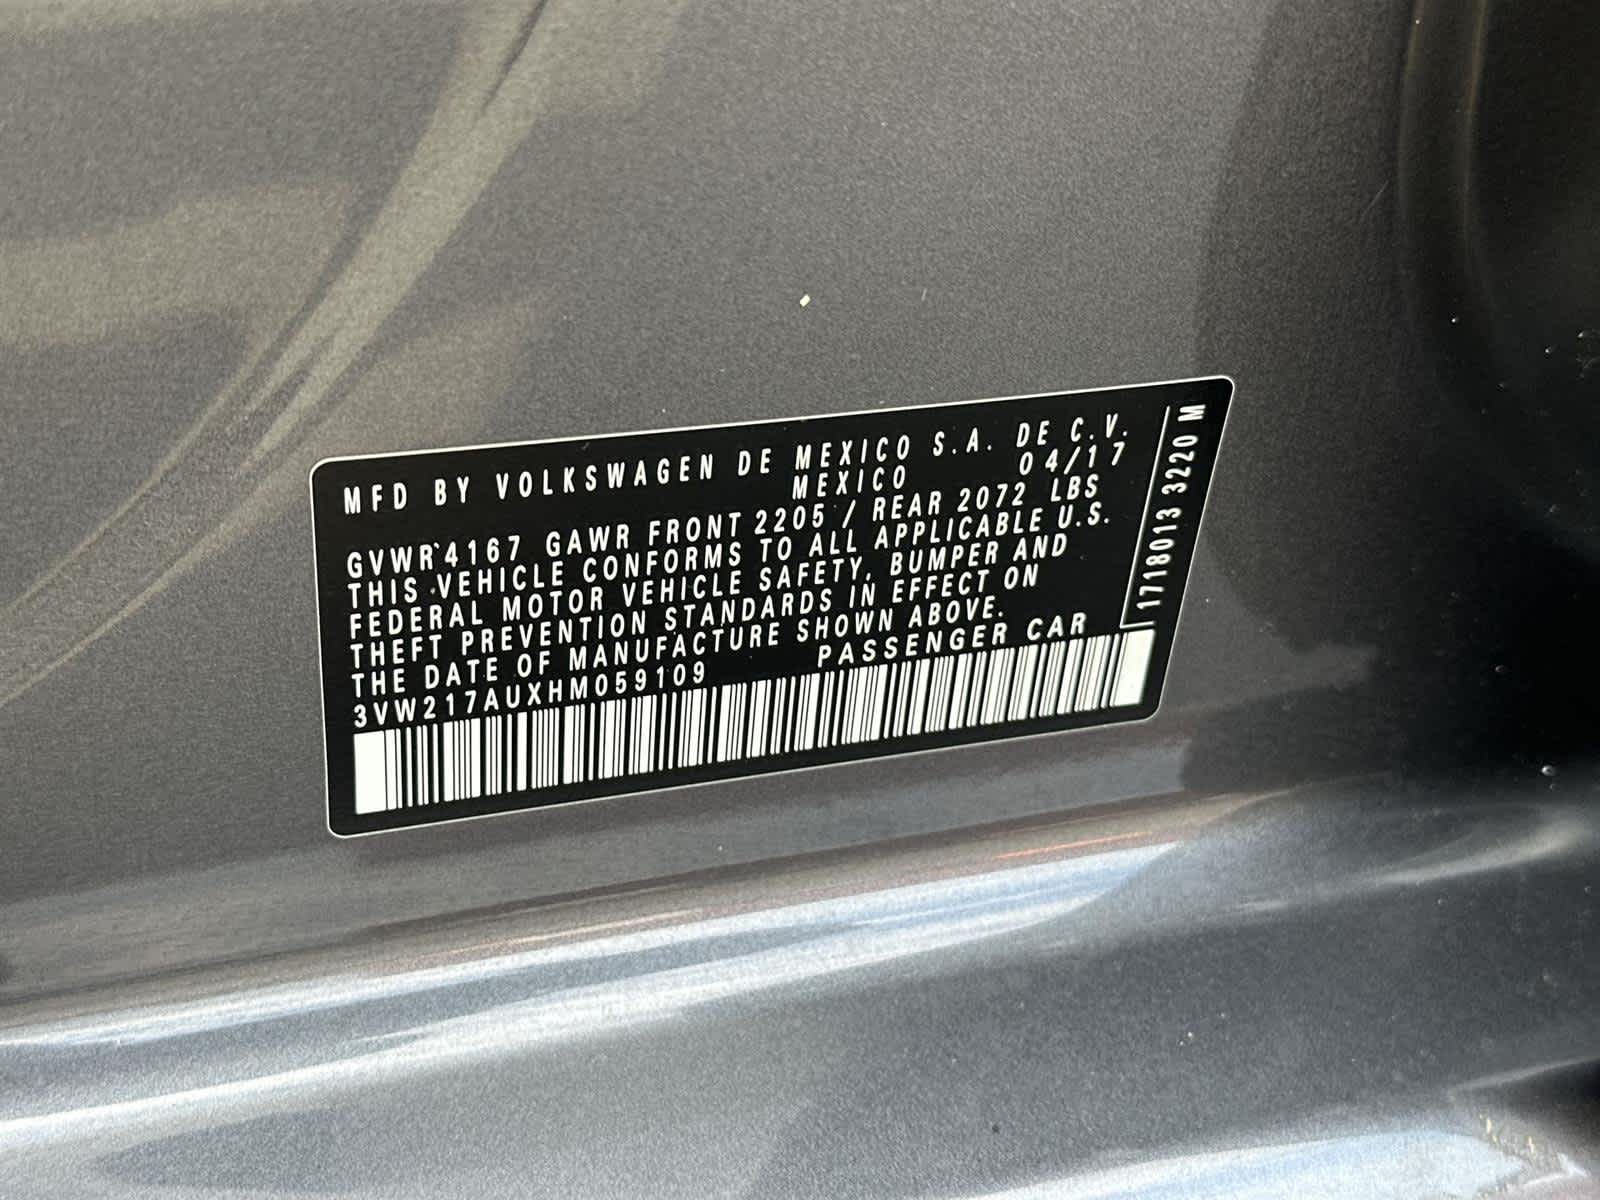 MFD BY VOLKSWAGEN DE MEXICO S.A. DE C.V.
MEXICO 04/17
GVWR 4167 GAWR FRONT 2205 / REAR 2072 LBS
THIS VEHICLE CONFORMS TO ALL APPLICABLE U.S.
FEDERAL MOTOR VEHICLE SAFETY, BUMPER AND
THEFT PREVENTION STANDARDS IN EFFECT ON
THE DATE OF MANUFACTURE SHOWN ABOVE.
3VW217AUXHM059109 PASSENGER CAR
1718013 3220 M